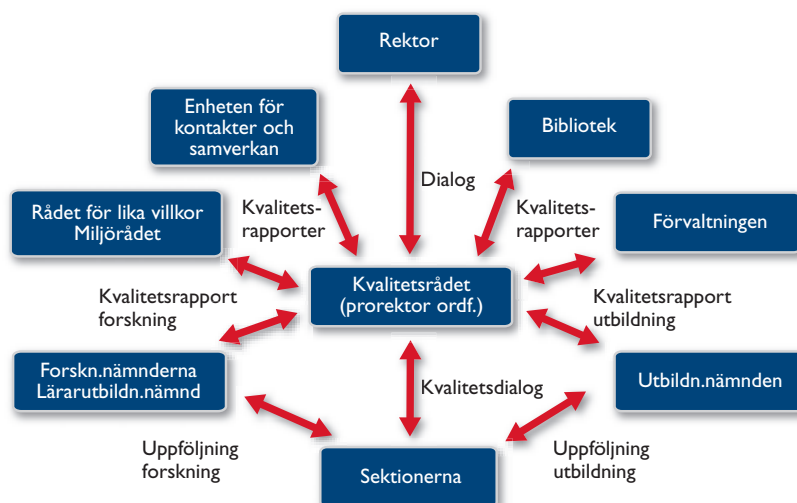 Rektor
Enheten för
kontakter och
samverkan
Bibliotek
Dialog
Rådet för lika villkor
Miljörådet
Kvalitets-
rapporter
Kvalitets-
rapporter
Förvaltningen
Kvalitetsrådet
(prorektor ordf.)
Kvalitetsrapport
forskning
Kvalitetsrapport
utbildning
Forskn.nämnderna
Lärarutbildn.nämnd
Kvalitetsdialog
Utbildn.nämnden
Uppföljning
forskning
Sektionerna
Uppföljning
utbildning